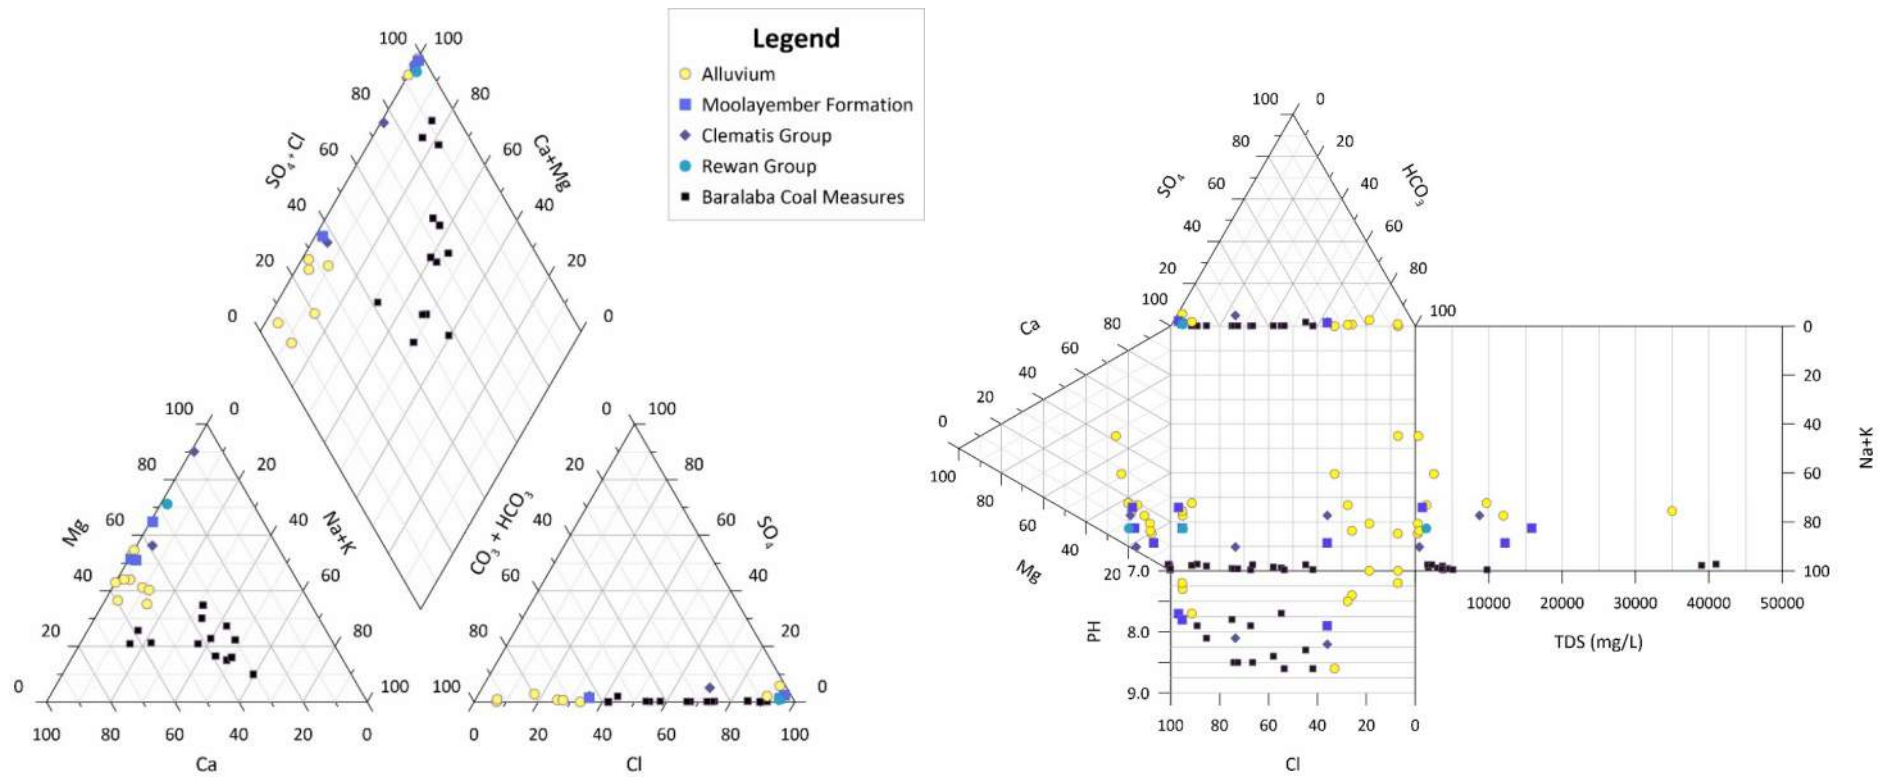 Legend
Alluvium
Moolayember Formation
Clematis Group
Rewan Group
Baralaba Coal Measures
100 100
80 80
SO4+Cl
Ca+Mg
60 60
40 40
20 20
0 0
100 0
80 20
Mg
60 40
Na+K
40 60
20 80
0 100
100 80 60 40 20 0
Ca
0 100
20 80
CO3 + HCO3
40 60
SO4
60 40
80 20
100 0
0 20 40 60 80 100
Cl
100 0
80 20
SO4
60 40
HCO3
40 60
20 80
100 100
Ca
80
60
40
20
0
100
80
60
40
20
Mg
0
20
40
60
80
100
Na+K
10000 20000 30000 40000 50000
TDS (mg/L)
7.0
8.0
9.0
PH
100 80 60 40 20 0
Cl